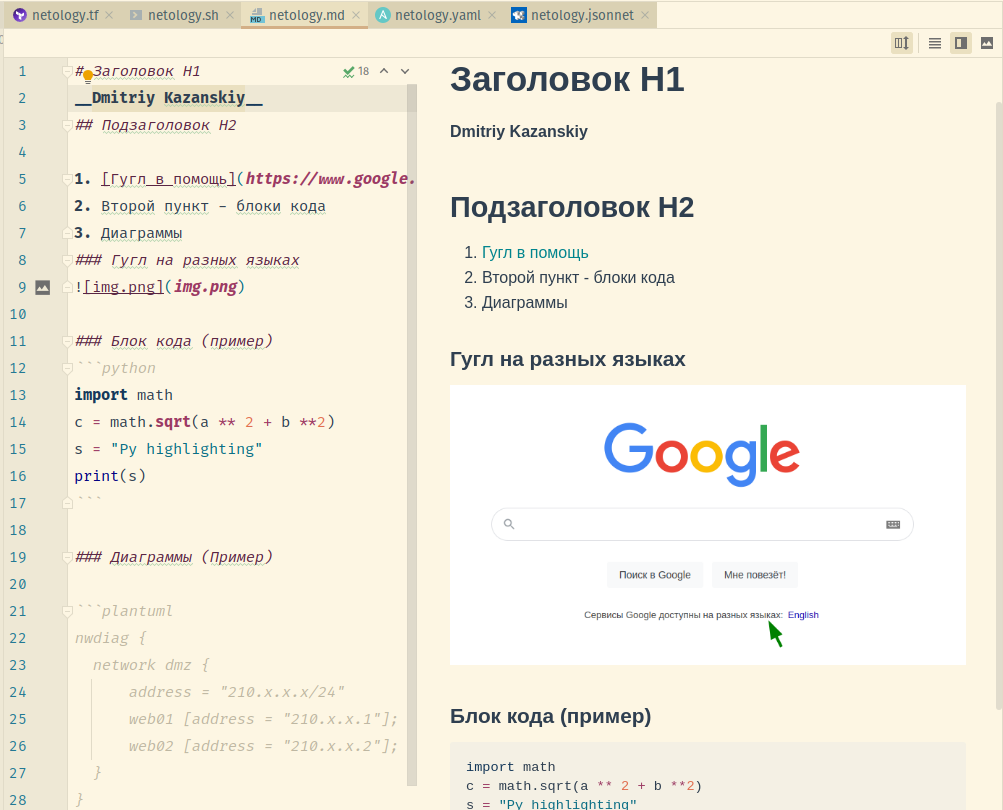 netology.tf
netology.sh
netology.md
netology.yaml
netology.jsonnet
18
1 # Заголовок H1
2 __Dmitriy Kazanskiy__
3 ## Подзаголовок H2
4
5 1. [Гугл в помощь](https://www.google.
6 2. Второй пункт - блоки кода
7 3. Диаграммы
8 ### Гугл на разных языках
9 ![img.png](img.png)
10
11 ### Блок кода (пример)
12 ```python
13 import math
14 c = math.sqrt(a ** 2 + b **2)
15 s = "Py highlighting"
16 print(s)
17 ```
18
19 ### Диаграммы (Пример)
20
21 ```plantuml
22 nwdiag {
23 network dmz {
24 address = "210.x.x.x/24"
25 web01 [address = "210.x.x.1"];
26 web02 [address = "210.x.x.2"];
27 }
28 }
Заголовок H1
Dmitriy Kazanskiy
Подзаголовок H2
1. Гугл в помощь
2. Второй пункт - блоки кода
3. Диаграммы
Гугл на разных языках
Google
Поиск в Google
Мне повезёт!
Сервисы Google доступны на разных языках: English
Блок кода (пример)
import math
c = math.sqrt(a ** 2 + b **2)
s = "Py highlighting"